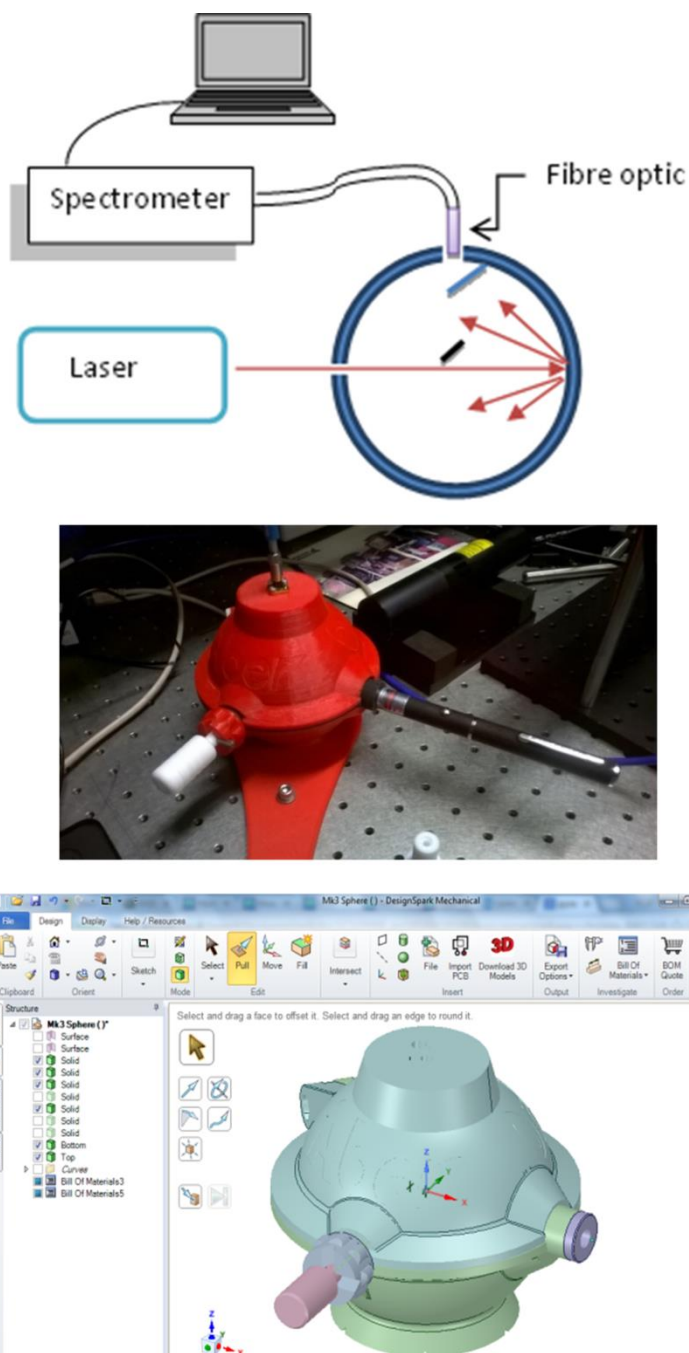 Spectrometer
Fibre optic
Laser
Mk3 Sphere ( ) - DesignSpark Mechanical
File Design Display Help / Resources
Sketch
Select Pull Move Fill
Intersect
File Import PCB Download 3D Models
3D
Export Options
Bill Of Materials
BOM Quote
Clipboard Orient Mode Edit Insert Output Investigate Order
Structure
Select and drag a face to offset it. Select and drag an edge to round it.
Mk3 Sphere ( )*
Surface
Surface
Solid
Solid
Solid
Solid
Solid
Solid
Solid
Bottom
Top
Curves
Bill Of Materials3
Bill Of Materials5
Z
Y
X
Z
Y
X